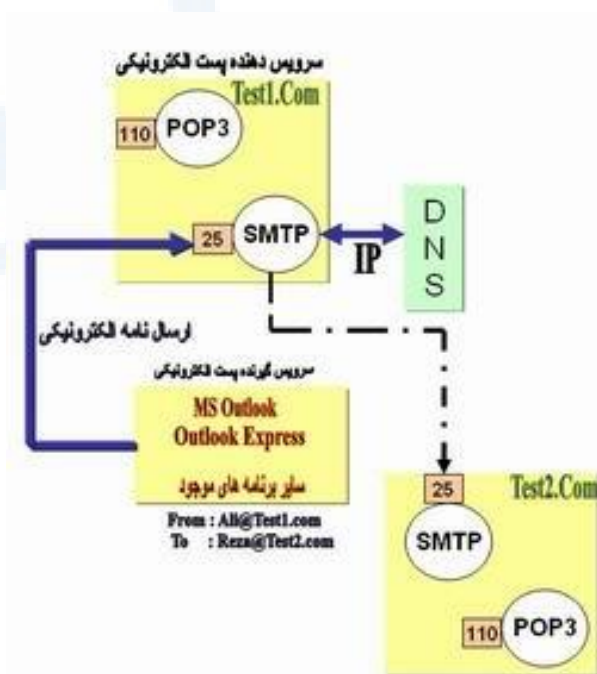 سرویس دهنده پست الکترونیکی
Test1.Com
110 POP3
25 SMTP
IP
DNS
ارسال نامه الکترونیکی
سرویس گیرنده پست الکترونیکی
MS Outlook
Outlook Express
سایر برنامه های موجود
From : Ali@Test1.com
To : Reza@Test2.com
25
Test2.Com
SMTP
110 POP3